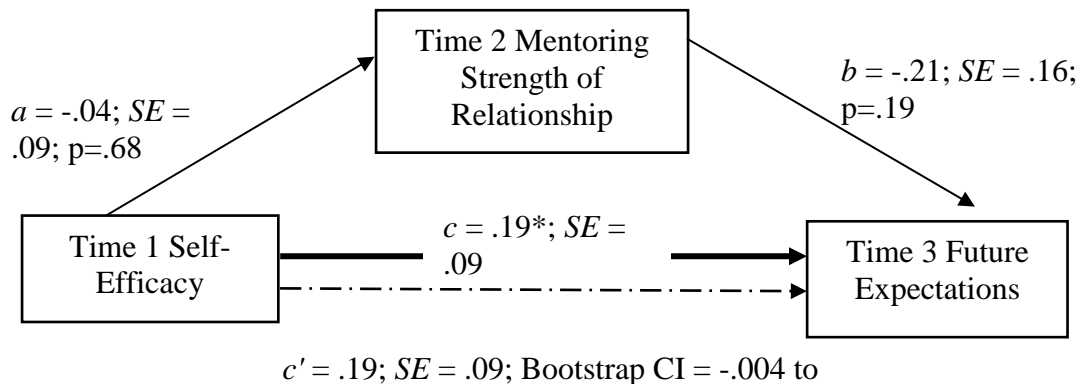 Time 2 Mentoring
Strength of
Relationship
a = -.04; SE =
.09; p=.68
b = -.21; SE = .16;
p=.19
Time 1 Self-
Efficacy
c = .19*; SE =
.09
Time 3 Future
Expectations
c' = .19; SE = .09; Bootstrap CI = -.004 to